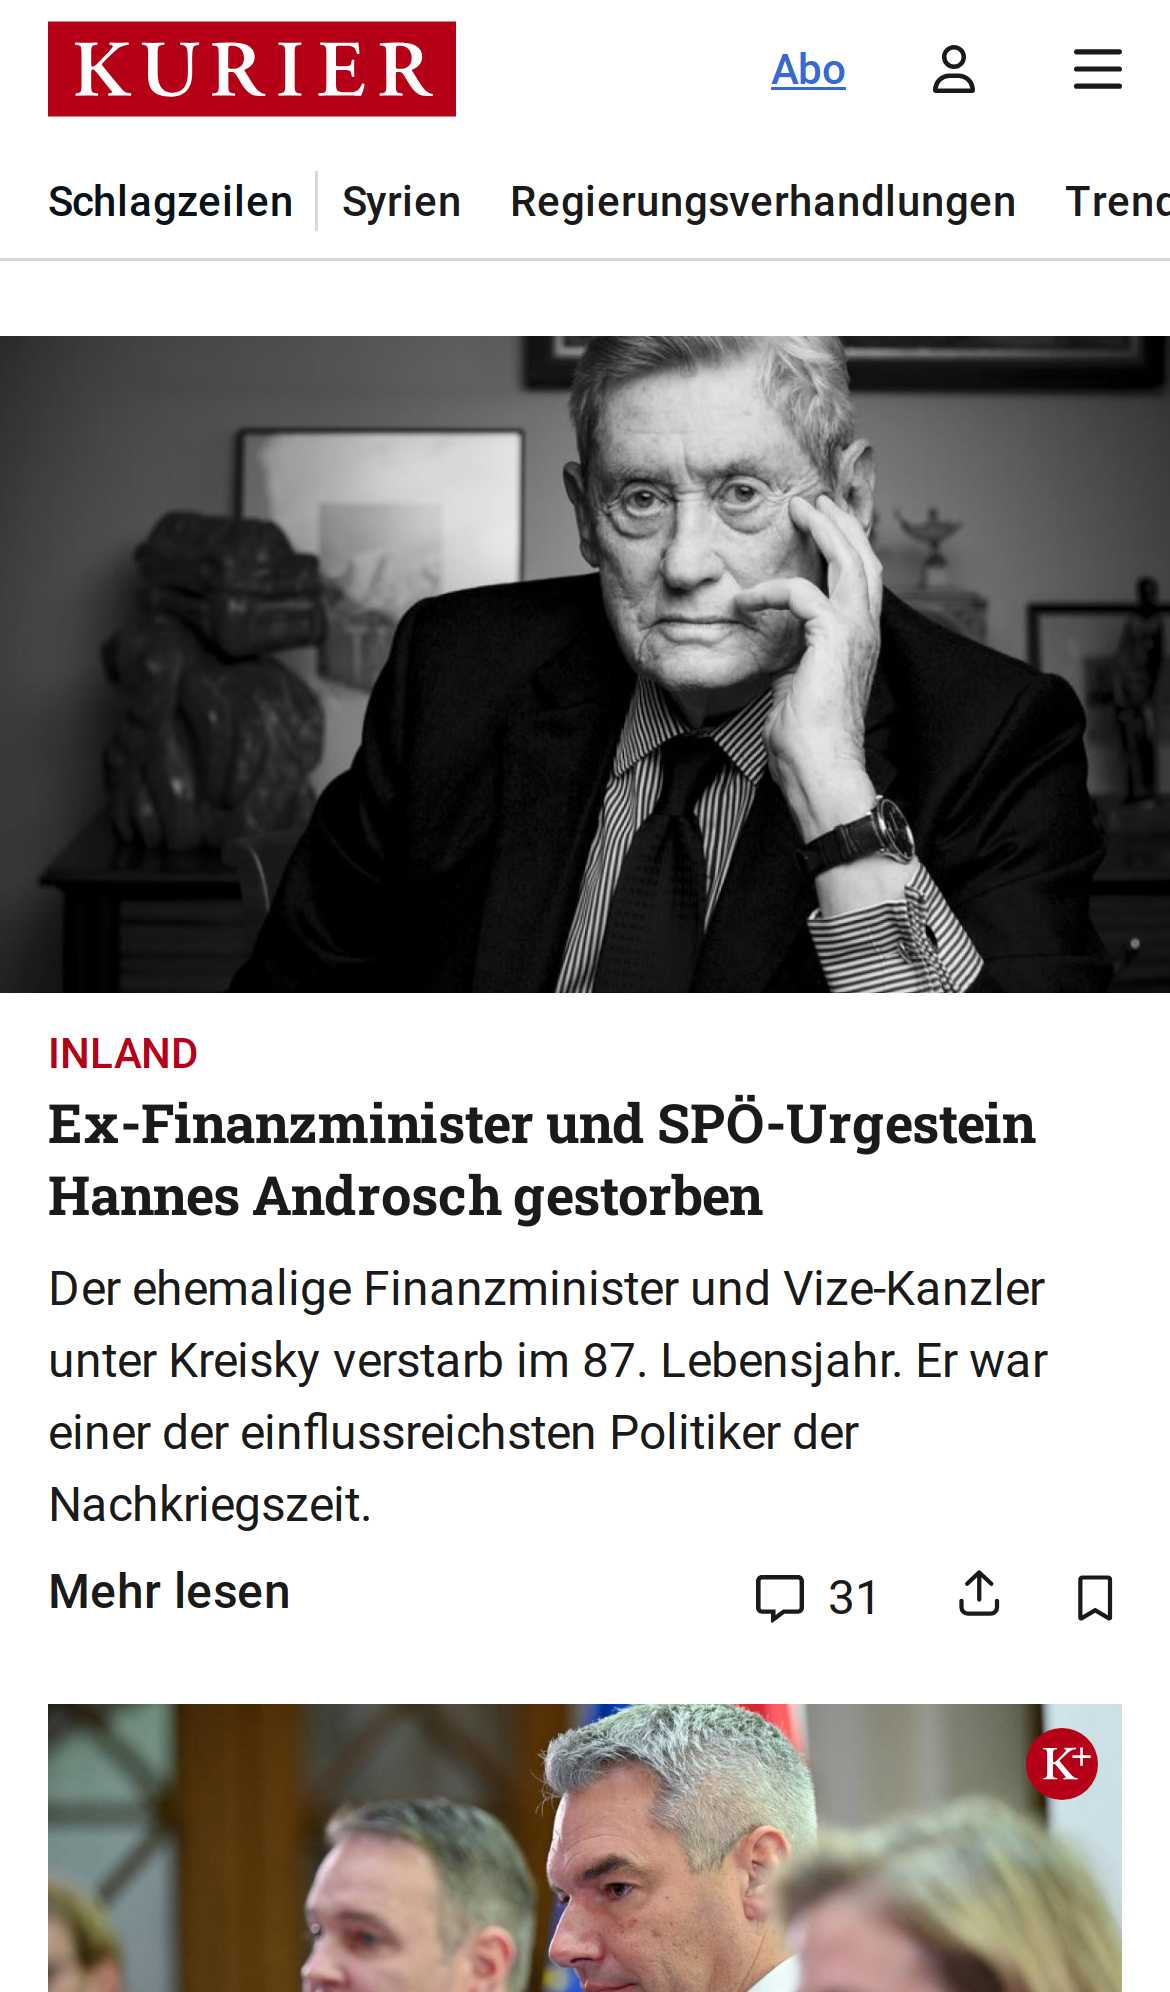 KURIER
Abo
Schlagzeilen
Syrien
Regierungsverhandlungen
Trend
INLAND
Ex-Finanzminister und SPÖ-Urgestein
Hannes Androsch gestorben
Der ehemalige Finanzminister und Vize-Kanzler
unter Kreisky verstarb im 87. Lebensjahr. Er war
einer der einflussreichsten Politiker der
Nachkriegszeit.
Mehr lesen
31
K+